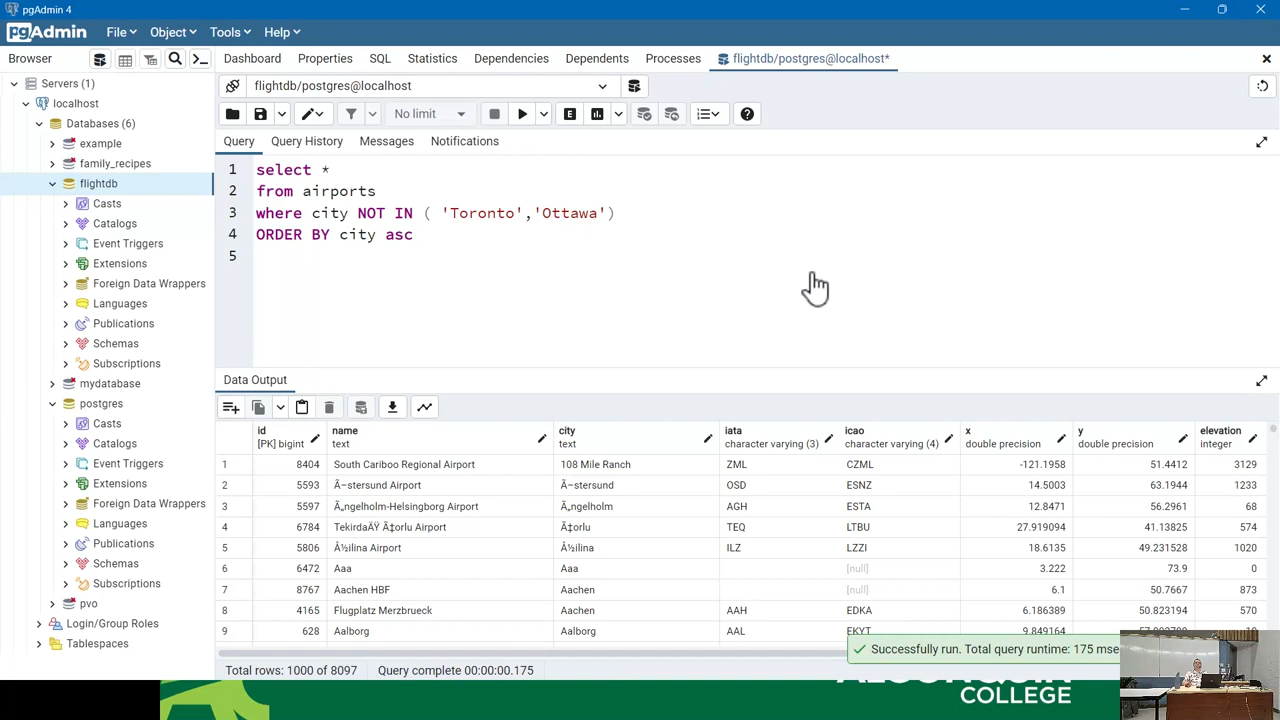 pgAdmin 4
pgAdmin File Object Tools Help
Browser Dashboard Properties SQL Statistics Dependencies Dependents Processes flightdb/postgres@localhost*
Servers (1)
localhost
Databases (6)
example
family_recipes
flightdb
Casts
Catalogs
Event Triggers
Extensions
Foreign Data Wrappers
Languages
Publications
Schemas
Subscriptions
mydatabase
postgres
Casts
Catalogs
Event Triggers
Extensions
Foreign Data Wrappers
Languages
Publications
Schemas
Subscriptions
pvo
Login/Group Roles
Tablespaces
flightdb/postgres@localhost
No limit
Query Query History Messages Notifications
1 select *
2 from airports
3 where city NOT IN ( 'Toronto','Ottawa')
4 ORDER BY city asc
5
Data Output
id name city iata icao x y elevation
[PK] bigint text text character varying (3) character varying (4) double precision double precision integer
1 8404 South Cariboo Regional Airport 108 Mile Ranch ZML CZML -121.1958 51.4412 3129
2 5593 Ã–stersund Airport Ã–stersund OSD ESNZ 14.5003 63.1944 1233
3 5597 Ã„ngelholm-Helsingborg Airport Ã„ngelholm AGH ESTA 12.8471 56.2961 68
4 6784 TekirdaÄŸ Ã‡orlu Airport Ã‡orlu TEQ LTBU 27.919094 41.13825 574
5 5806 Å½ilina Airport Å½ilina ILZ LZZI 18.6135 49.231528 1020
6 6472 Aaa Aaa [null] 3.222 73.9 0
7 8767 Aachen HBF Aachen [null] 6.1 50.7667 873
8 4165 Flugplatz Merzbrueck Aachen AAH EDKA 6.186389 50.823194 570
9 628 Aalborg Aalborg AAL EKYT 9.849164
Successfully run. Total query runtime: 175 mse
Total rows: 1000 of 8097 Query complete 00:00:00.175
COLLEGE